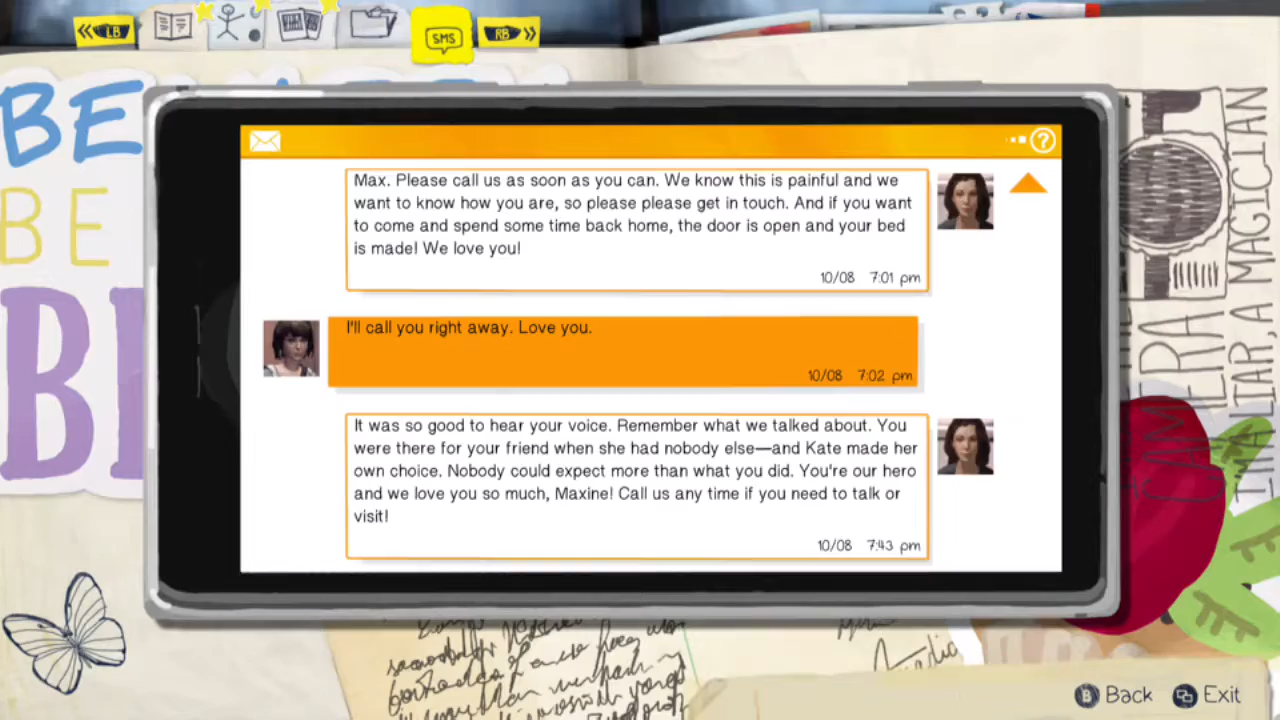 LB
SMS
RB
BE
BE
B
Max. Please call us as soon as you can. We know this is painful and we
want to know how you are, so please please get in touch. And if you want
to come and spend some time back home, the door is open and your bed
is made! We love you!
10/08 7:01 pm
I'll call you right away. Love you.
10/08 7:02 pm
It was so good to hear your voice. Remember what we talked about. You
were there for your friend when she had nobody else—and Kate made her
own choice. Nobody could expect more than what you did. You're our hero
and we love you so much, Maxine! Call us any time if you need to talk or
visit!
10/08 7:43 pm
CAMERA
LIAR, A MAGICIAN
B Back
Exit